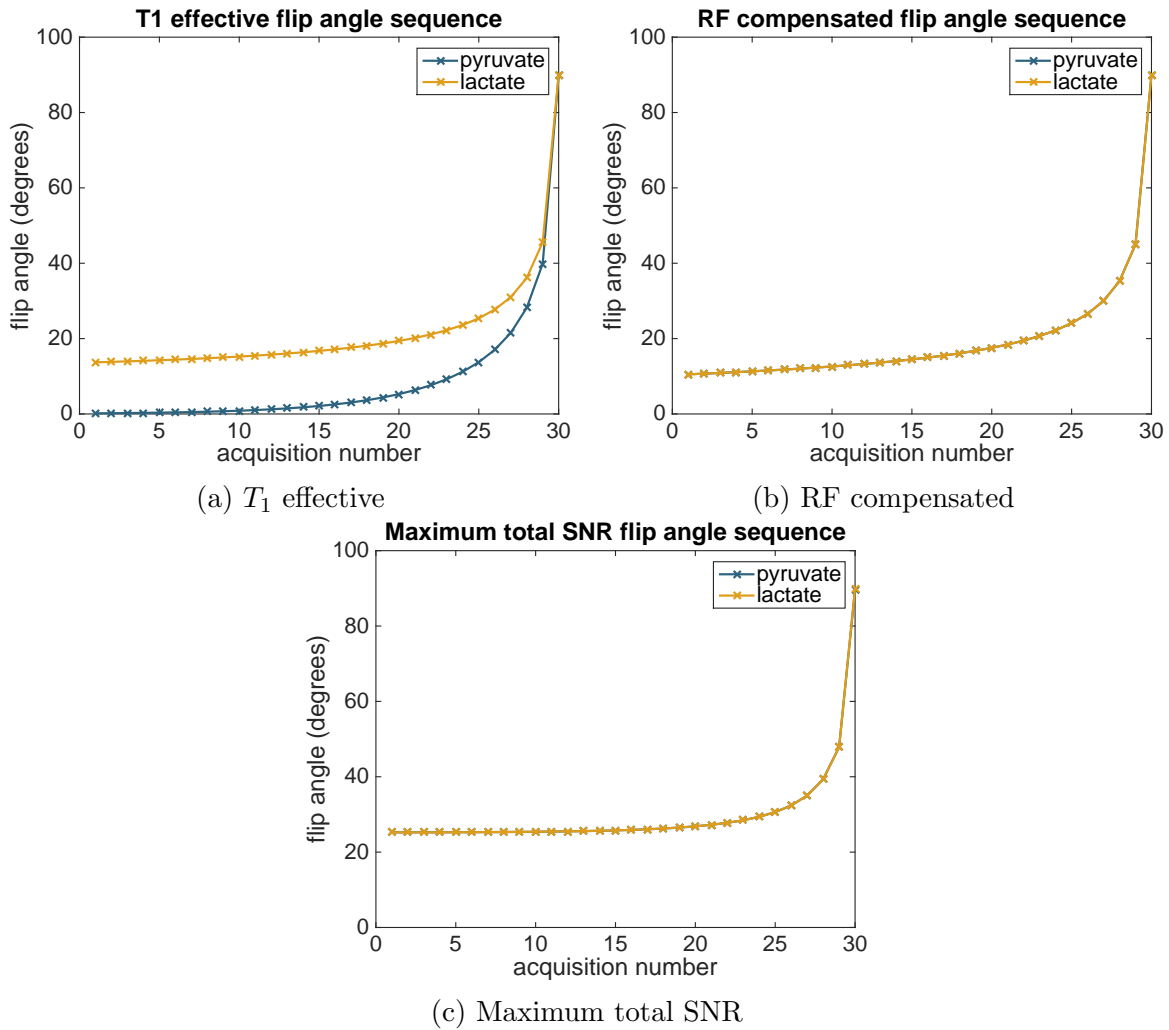 T1 effective flip angle sequence
100
80
60
40
20
0
flip angle (degrees)
pyruvate
lactate
0 5 10 15 20 25 30
acquisition number
(a) T₁ effective
RF compensated flip angle sequence
100
80
60
40
20
0
flip angle (degrees)
pyruvate
lactate
0 5 10 15 20 25 30
acquisition number
(b) RF compensated
Maximum total SNR flip angle sequence
100
80
60
40
20
0
flip angle (degrees)
pyruvate
lactate
0 5 10 15 20 25 30
acquisition number
(c) Maximum total SNR